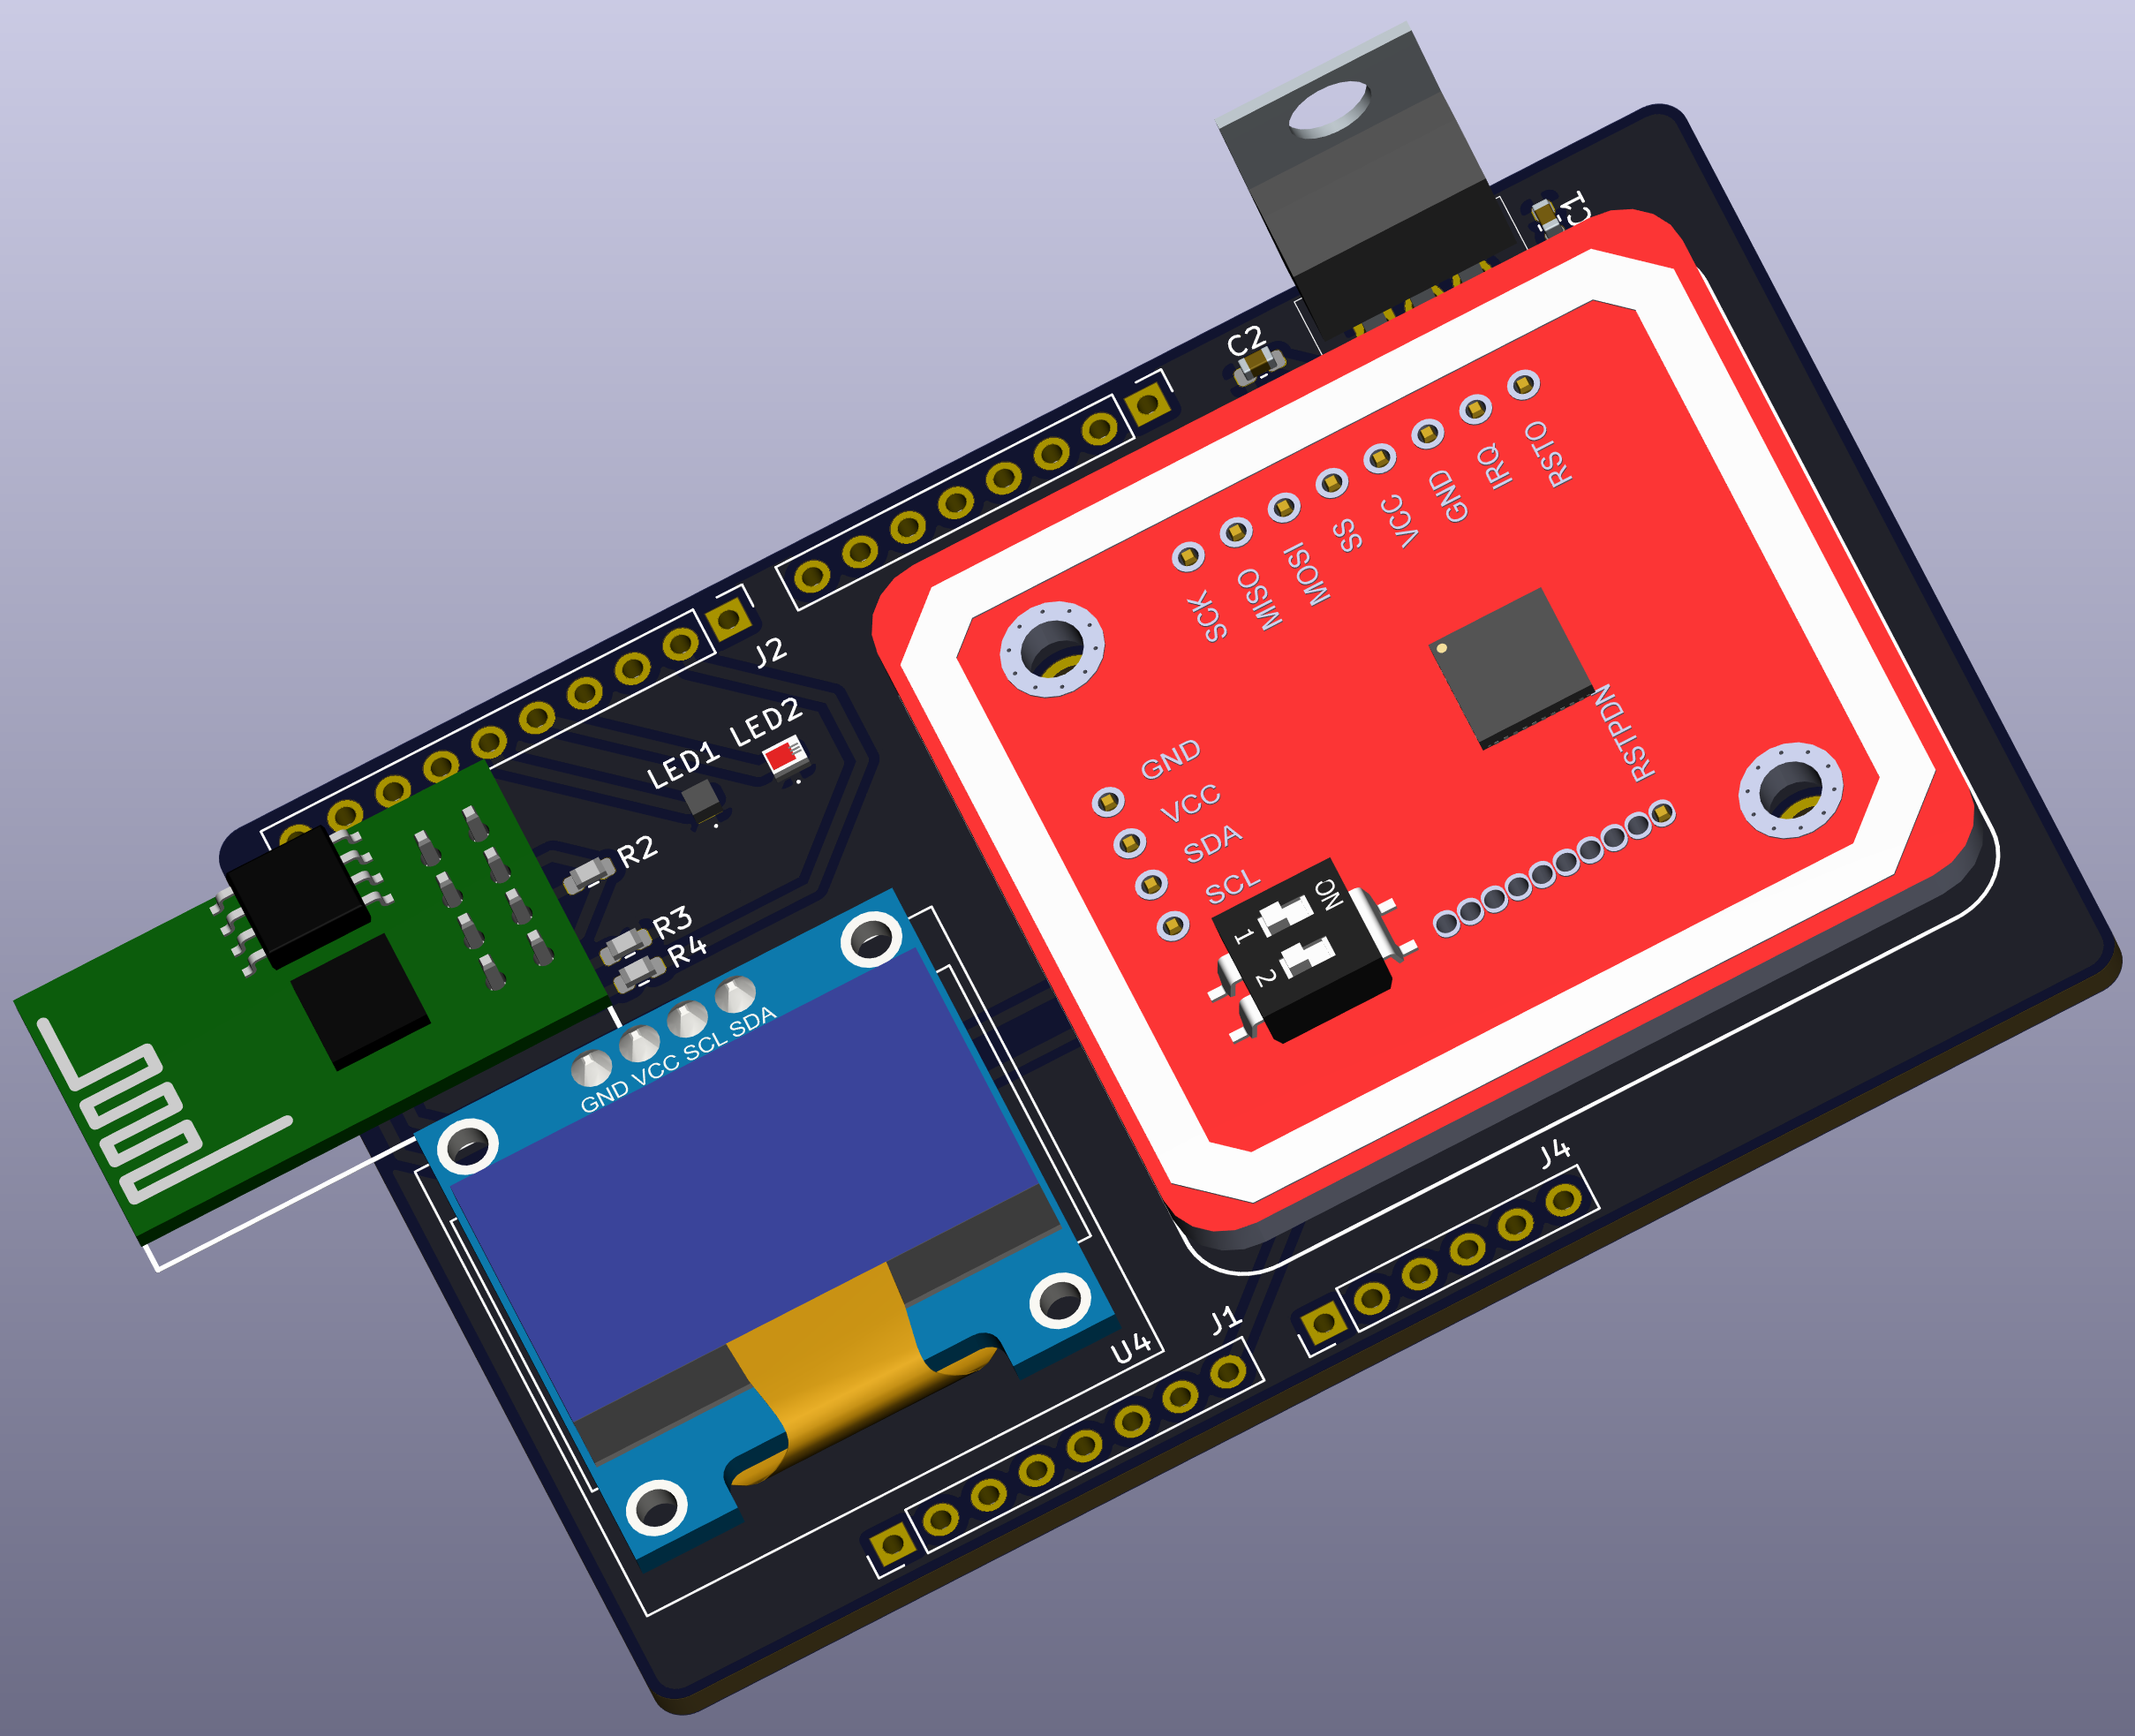 C1
C2
J2
LED2
LED1
R2
R3
R4
GND VCC SCL SDA
SCK
MISO
MOSI
SS
VCC
GND
IRQ
RSTO
RSTPDN
GND
VCC
SDA
SCL
ON
1
2
J4
J1
U4